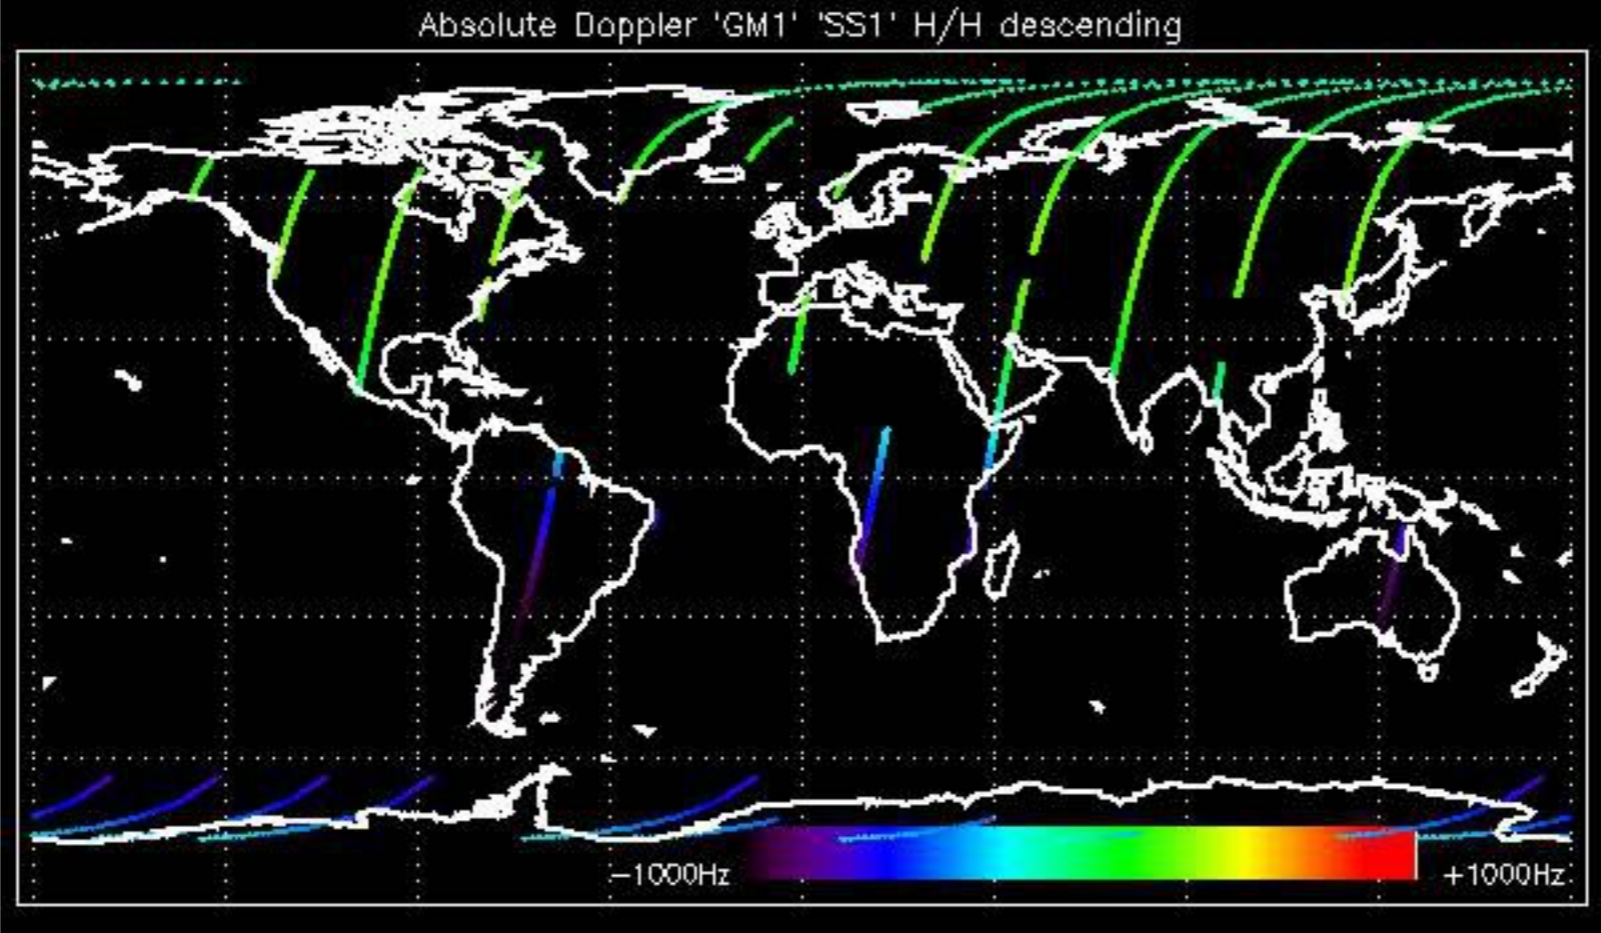 Absolute Doppler 'GM1' 'SS1' H/H descending
−1000Hz
+1000Hz